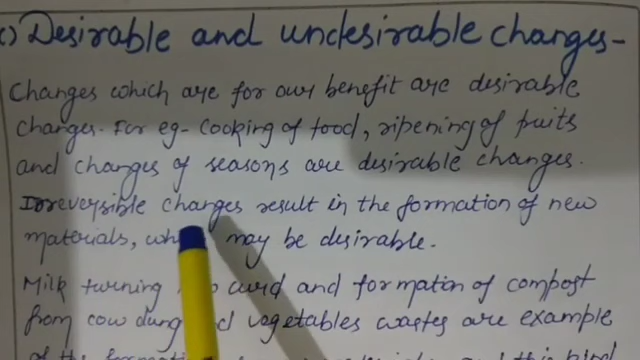 c) Desirable and undesirable changes-
Changes which are for our benefit are desirable
changes. For eg- Cooking of food, ripening of fruits
and changes of seasons are desirable changes.
Irreversible changes result in the formation of new
materials, may be desirable.
Milk turning curd and formation of compost
from cow dung vegetables wastes are example
of the